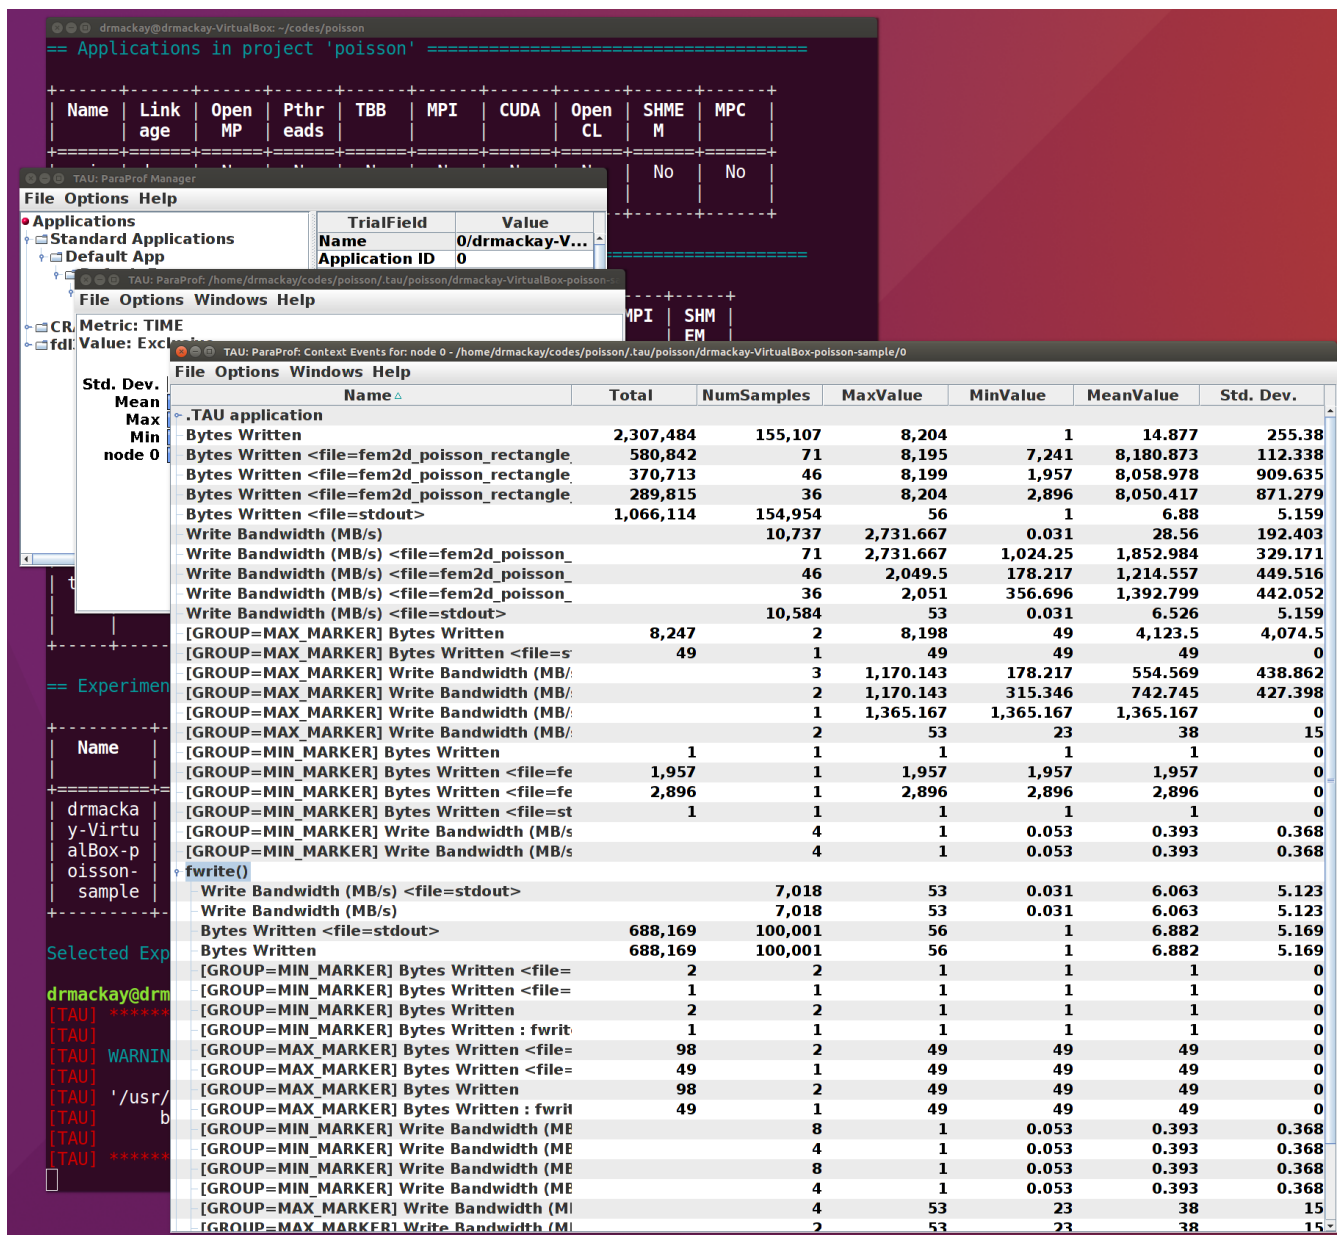 drmackay@drmackay-VirtualBox: ~/codes/poisson
== Applications in project 'poisson' ====================================
+------+------+------+------+------+------+------+------+------+------+
| Name | Link | Open | Pthr | TBB | MPI | CUDA | Open | SHME | MPC |
| | age | MP | eads | | | | CL | M | |
+======+======+======+======+======+======+======+======+======+======+
| No | No |
TAU: ParaProf Manager
File Options Help
Applications
Standard Applications
Default App
TrialField Value
Name 0/drmackay-V...
Application ID 0
TAU: ParaProf: /home/drmackay/codes/poisson/.tau/poisson/drmackay-VirtualBox-poisson-s
File Options Windows Help
Metric: TIME
Value: Exclusive
Std. Dev.
Mean
Max
Min
node 0
MPI | SHM |
| EM |
TAU: ParaProf: Context Events for: node 0 - /home/drmackay/codes/poisson/.tau/poisson/drmackay-VirtualBox-poisson-sample/0
File Options Windows Help
Name Total NumSamples MaxValue MinValue MeanValue Std. Dev.
.TAU application
Bytes Written 2,307,484 155,107 8,204 1 14.877 255.38
Bytes Written <file=fem2d_poisson_rectangle_ 580,842 71 8,195 7,241 8,180.873 112.338
Bytes Written <file=fem2d_poisson_rectangle_ 370,713 46 8,199 1,957 8,058.978 909.635
Bytes Written <file=fem2d_poisson_rectangle_ 289,815 36 8,204 2,896 8,050.417 871.279
Bytes Written <file=stdout> 1,066,114 154,954 56 1 6.88 5.159
Write Bandwidth (MB/s) 10,737 2,731.667 0.031 28.56 192.403
Write Bandwidth (MB/s) <file=fem2d_poisson_ 71 2,731.667 1,024.25 1,852.984 329.171
Write Bandwidth (MB/s) <file=fem2d_poisson_ 46 2,049.5 178.217 1,214.557 449.516
Write Bandwidth (MB/s) <file=fem2d_poisson_ 36 2,051 356.696 1,392.799 442.052
Write Bandwidth (MB/s) <file=stdout> 10,584 53 0.031 6.526 5.159
[GROUP=MAX_MARKER] Bytes Written 8,247 2 8,198 49 4,123.5 4,074.5
[GROUP=MAX_MARKER] Bytes Written <file=s 49 1 49 49 49 0
[GROUP=MAX_MARKER] Write Bandwidth (MB/ 3 1,170.143 178.217 554.569 438.862
[GROUP=MAX_MARKER] Write Bandwidth (MB/ 2 1,170.143 315.346 742.745 427.398
[GROUP=MAX_MARKER] Write Bandwidth (MB/ 1 1,365.167 1,365.167 1,365.167 0
[GROUP=MAX_MARKER] Write Bandwidth (MB/ 2 53 23 38 15
[GROUP=MIN_MARKER] Bytes Written 1 1 1 1 1 0
[GROUP=MIN_MARKER] Bytes Written <file=fe 1,957 1 1,957 1,957 1,957 0
[GROUP=MIN_MARKER] Bytes Written <file=fe 2,896 1 2,896 2,896 2,896 0
[GROUP=MIN_MARKER] Bytes Written <file=st 1 1 1 1 1 0
[GROUP=MIN_MARKER] Write Bandwidth (MB/s 4 1 0.053 0.393 0.368
[GROUP=MIN_MARKER] Write Bandwidth (MB/s 4 1 0.053 0.393 0.368
fwrite()
Write Bandwidth (MB/s) <file=stdout> 7,018 53 0.031 6.063 5.123
Write Bandwidth (MB/s) 7,018 53 0.031 6.063 5.123
Bytes Written <file=stdout> 688,169 100,001 56 1 6.882 5.169
Bytes Written 688,169 100,001 56 1 6.882 5.169
[GROUP=MIN_MARKER] Bytes Written <file= 2 2 1 1 1 0
[GROUP=MIN_MARKER] Bytes Written <file= 1 1 1 1 1 0
[GROUP=MIN_MARKER] Bytes Written 2 2 1 1 1 0
[GROUP=MIN_MARKER] Bytes Written : fwrit 1 1 1 1 1 0
[GROUP=MAX_MARKER] Bytes Written <file= 98 2 49 49 49 0
[GROUP=MAX_MARKER] Bytes Written <file= 49 1 49 49 49 0
[GROUP=MAX_MARKER] Bytes Written 98 2 49 49 49 0
[GROUP=MAX_MARKER] Bytes Written : fwrit 49 1 49 49 49 0
[GROUP=MIN_MARKER] Write Bandwidth (MB 8 1 0.053 0.393 0.368
[GROUP=MIN_MARKER] Write Bandwidth (MB 4 1 0.053 0.393 0.368
[GROUP=MIN_MARKER] Write Bandwidth (MB 8 1 0.053 0.393 0.368
[GROUP=MIN_MARKER] Write Bandwidth (MB 4 1 0.053 0.393 0.368
[GROUP=MAX_MARKER] Write Bandwidth (M 4 53 23 38 15
[GROUP=MAX_MARKER] Write Bandwidth (M 2 53 23 38 15
CRA
fdl
| t
== Experimen
| Name |
| drmacka |
| y-Virtu |
| alBox-p |
| oisson- |
| sample |
Selected Exp
drmackay@drm
[TAU] ******
[TAU]
[TAU] WARNIN
[TAU]
[TAU] '/usr/
[TAU] b
[TAU]
[TAU] ******